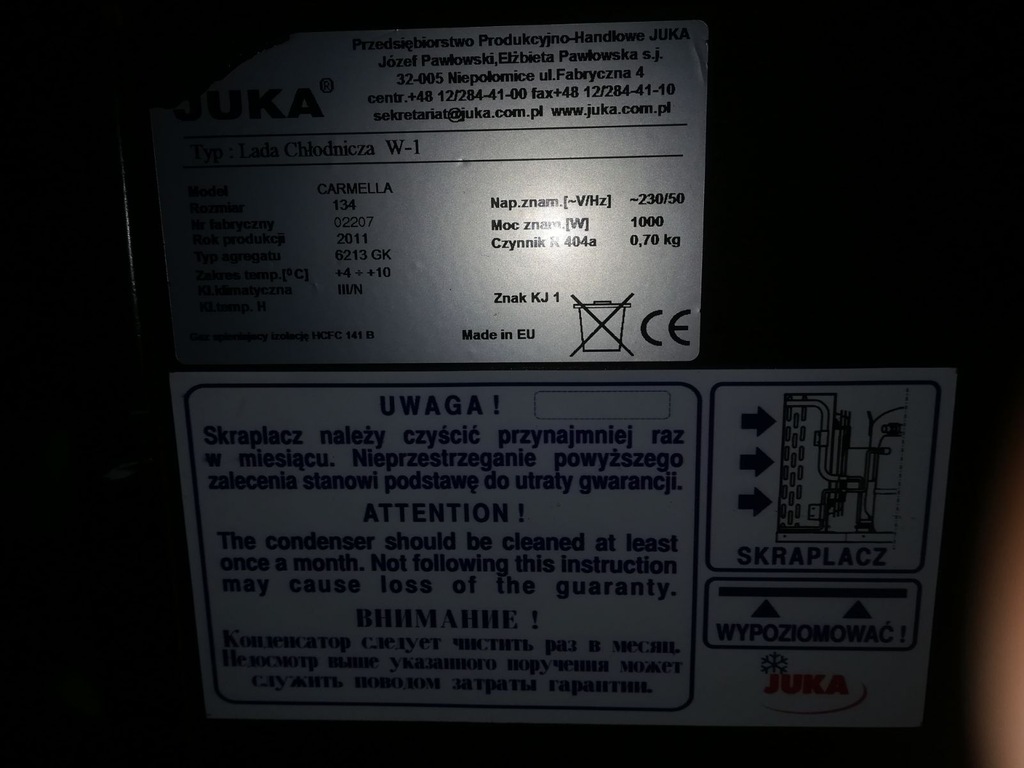 Przedsiębiorstwo Produkcyjno-Handlowe JUKA
Józef Pawłowski,Elżbieta Pawłowska s.j.
32-005 Niepołomice ul.Fabryczna 4
centr.+48 12/284-41-00 fax+48 12/284-41-10
sekretariat@juka.com.pl www.juka.com.pl
JUKA®
Typ : Lada Chłodnicza W-1
Model CARMELLA
Rozmiar 134
Nr fabryczny 02207
Rok produkcji 2011
Typ agregatu 6213 GK
Zakres temp.[°C] +4 ÷ +10
Kl.klimatyczna III/N
Kl.temp. H
Gaz spieniający izolację HCFC 141 B
Nap.znam.[~V/Hz] ~230/50
Moc znam.[W] 1000
Czynnik R 404a 0,70 kg
Znak KJ 1
Made in EU
CE
UWAGA !
Skraplacz należy czyścić przynajmniej raz
w miesiącu. Nieprzestrzeganie powyższego
zalecenia stanowi podstawę do utraty gwarancji.
ATTENTION !
The condenser should be cleaned at least
once a month. Not following this instruction
may cause loss of the guaranty.
ВНИМАНИЕ !
Конденсатор следует чистить раз в месяц.
Недосмотр выше указанного поручения может
служить поводом затраты гарантии.
SKRAPLACZ
WYPOZIOMOWAĆ !
JUKA